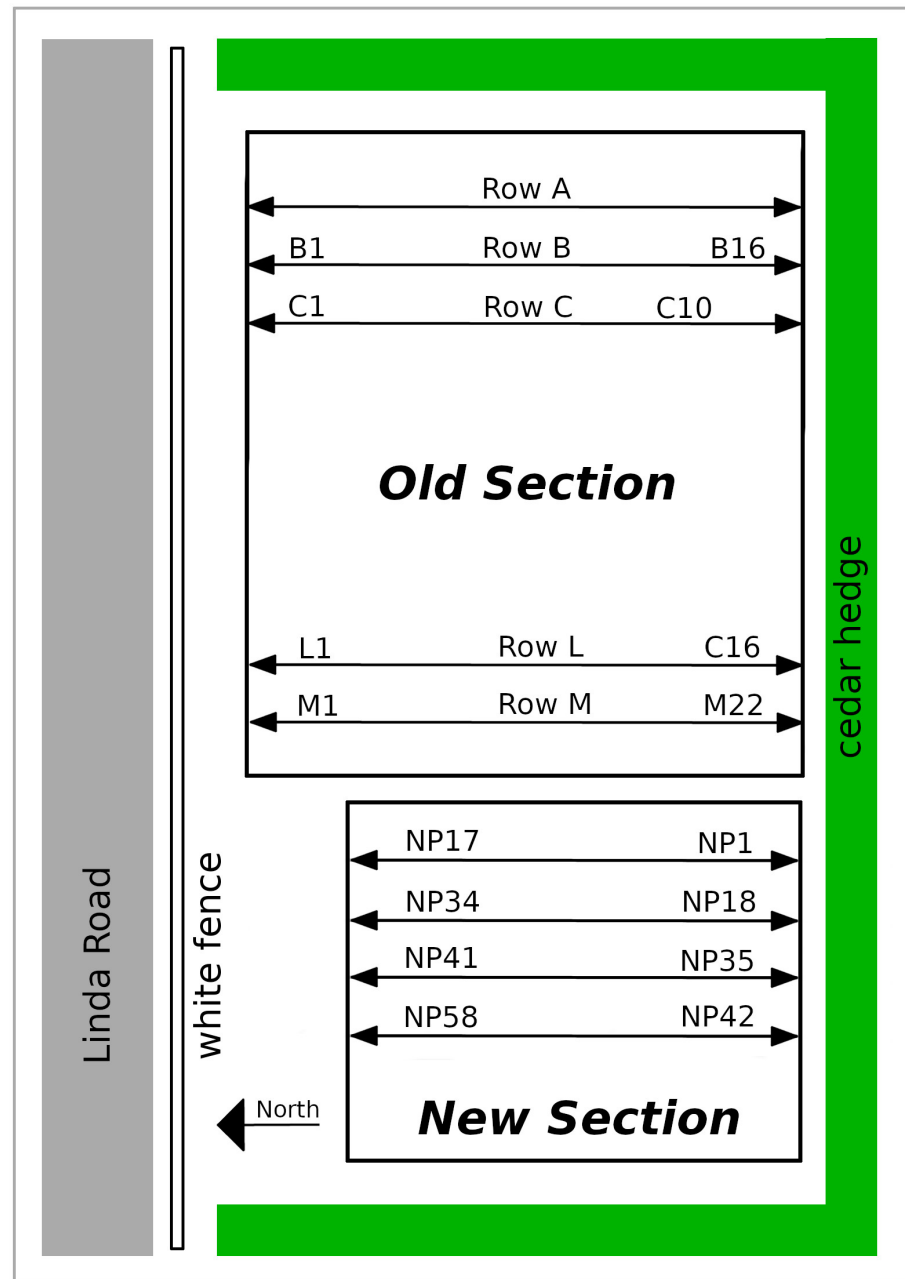 Row A
B1 Row B B16
C1 Row C C10
Old Section
L1 Row L C16
M1 Row M M22
cedar hedge
NP17 NP1
NP34 NP18
NP41 NP35
NP58 NP42
Linda Road
white fence
North
New Section